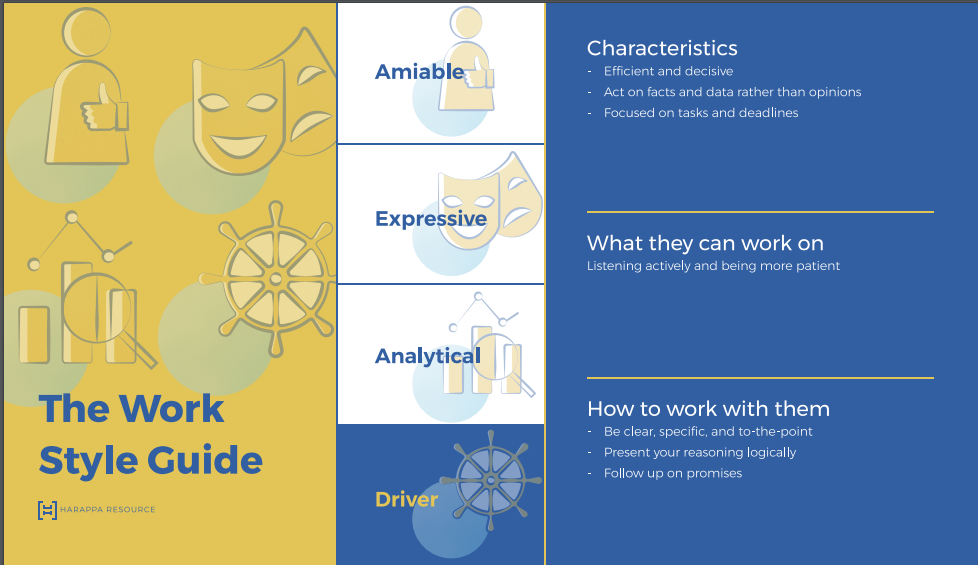 The Work
Style Guide
HARAPPA RESOURCE
Amiable
Expressive
Analytical
Driver
Characteristics
- Efficient and decisive
- Act on facts and data rather than opinions
- Focused on tasks and deadlines
What they can work on
Listening actively and being more patient
How to work with them
- Be clear, specific, and to-the-point
- Present your reasoning logically
- Follow up on promises